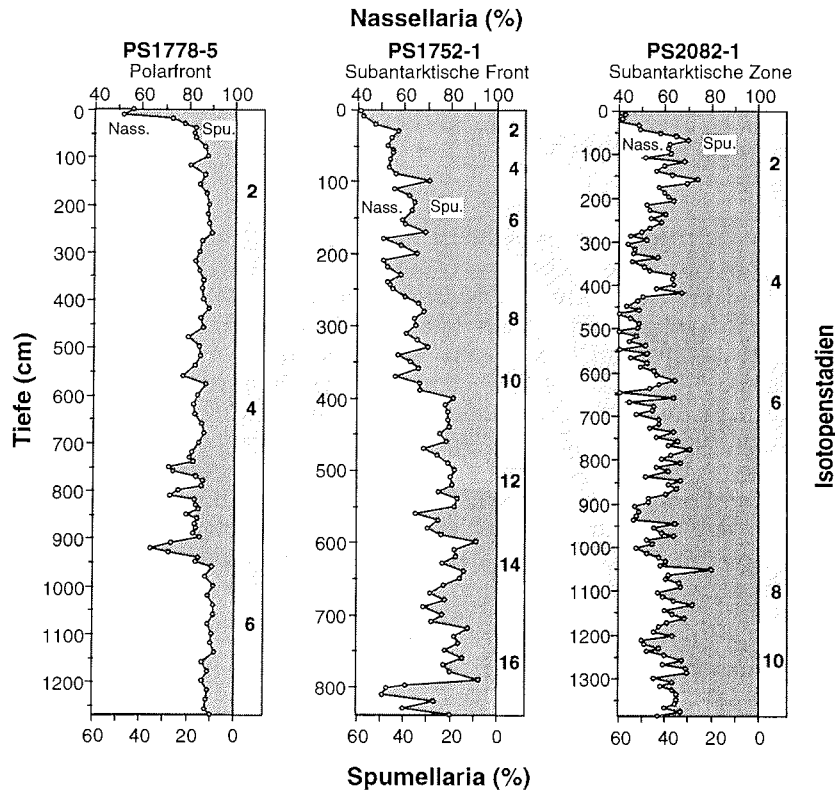 Nassellaria (%)
PS1778-5
Polarfront
40 60 80 100
PS1752-1
Subantarktische Front
40 60 80 100
PS2082-1
Subantarktische Zone
40 60 80 100
Tiefe (cm)
0
100
200
300
400
500
600
700
800
900
1000
1100
1200
Nass. Spu.
2
4
6
60 40 20 0
0
100
200
300
400
500
600
700
800
Nass. Spu.
2
4
6
8
10
12
14
16
60 40 20 0
0
100
200
300
400
500
600
700
800
900
1000
1100
1200
1300
Nass. Spu.
2
4
6
8
10
60 40 20 0
Isotopenstadien
Spumellaria (%)